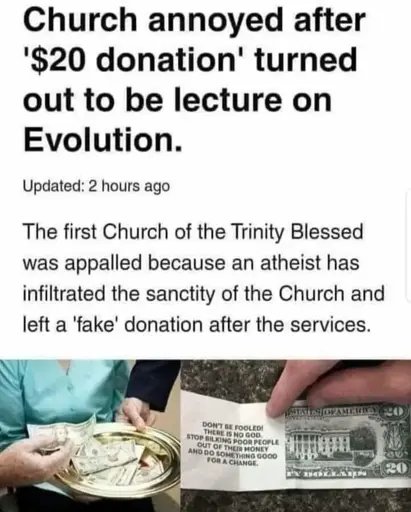 Church annoyed after
'$20 donation' turned
out to be lecture on
Evolution.
Updated: 2 hours ago
The first Church of the Trinity Blessed
was appalled because an atheist has
infiltrated the sanctity of the Church and
left a 'fake' donation after the services.
DON'T BE FOOLED!
THERE IS NO GOD.
STOP BILKING POOR PEOPLE
OUT OF THEIR MONEY
AND DO SOMETHING GOOD
FOR A CHANGE.
20
20